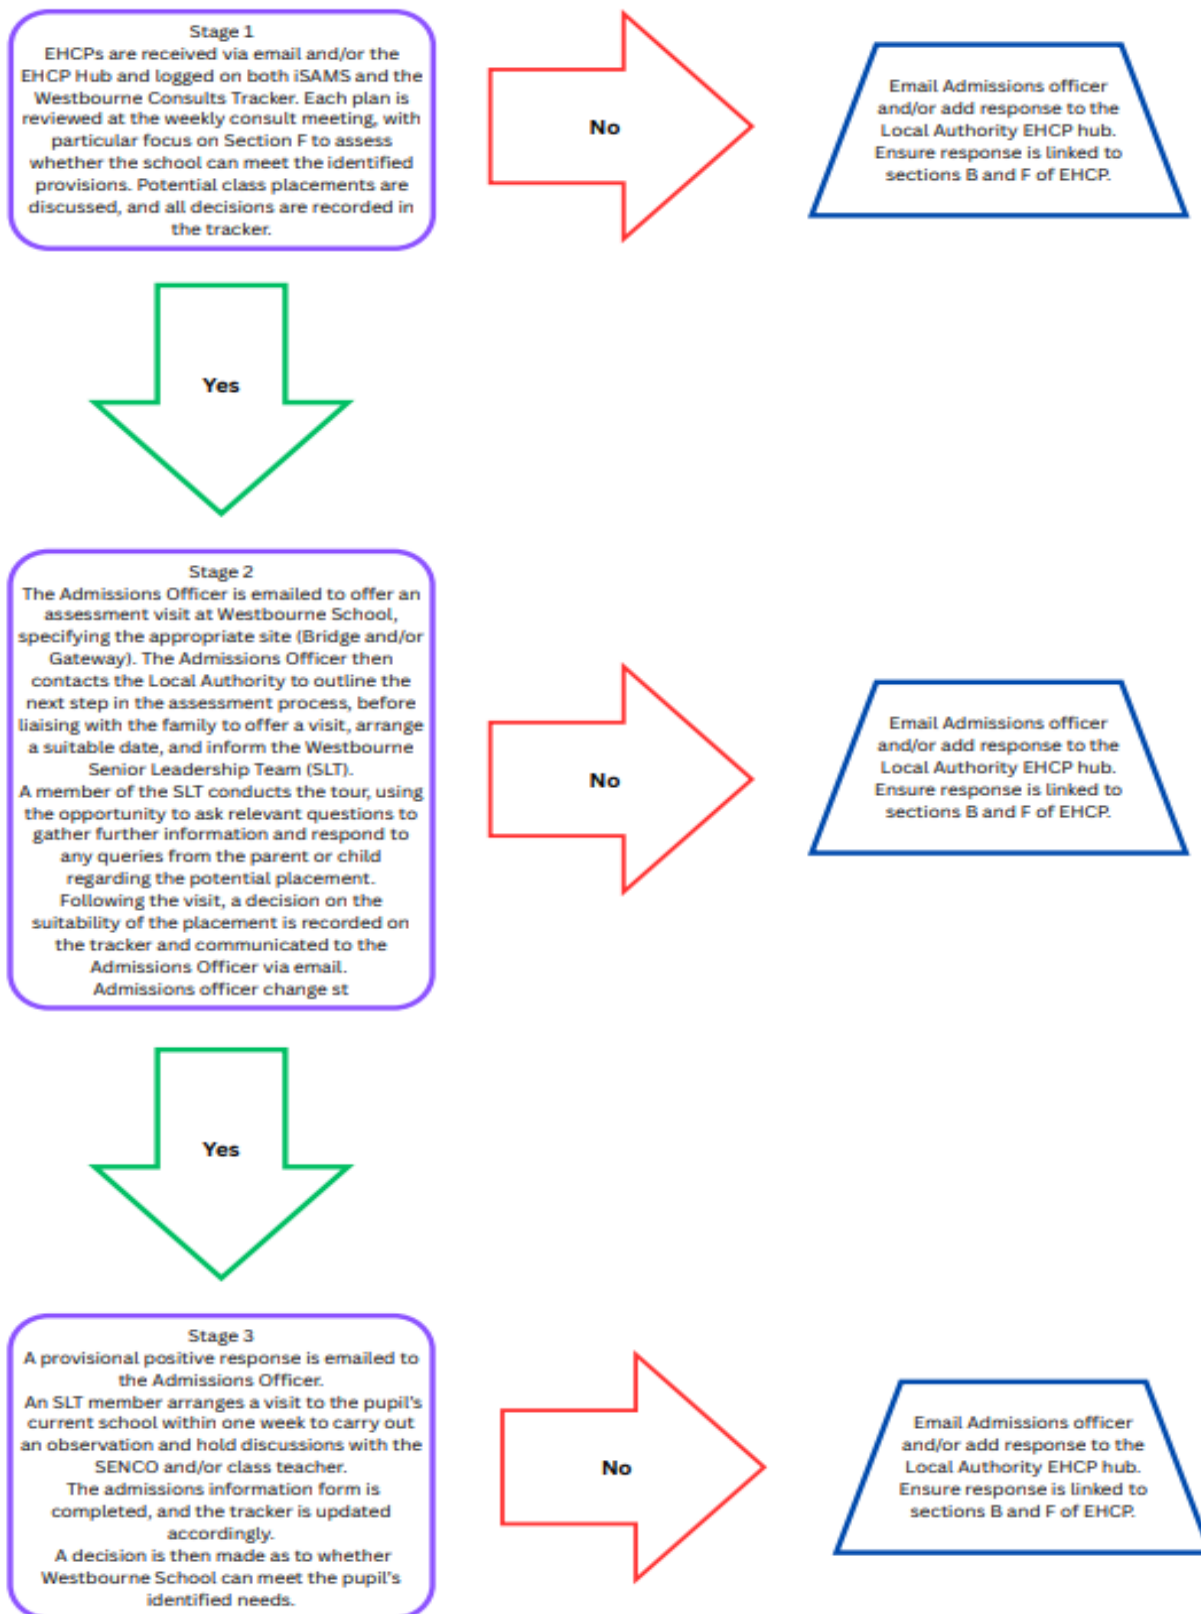 Stage 1
EHCPs are received via email and/or the
EHCP Hub and logged on both iSAMS and the
Westbourne Consults Tracker. Each plan is
reviewed at the weekly consult meeting, with
particular focus on Section F to assess
whether the school can meet the identified
provisions. Potential class placements are
discussed, and all decisions are recorded in
the tracker.
No
Email Admissions officer
and/or add response to the
Local Authority EHCP hub.
Ensure response is linked to
sections B and F of EHCP.
Yes
Stage 2
The Admissions Officer is emailed to offer an
assessment visit at Westbourne School,
specifying the appropriate site (Bridge and/or
Gateway). The Admissions Officer then
contacts the Local Authority to outline the
next step in the assessment process, before
liaising with the family to offer a visit, arrange
a suitable date, and inform the Westbourne
Senior Leadership Team (SLT).
A member of the SLT conducts the tour, using
the opportunity to ask relevant questions to
gather further information and respond to
any queries from the parent or child
regarding the potential placement.
Following the visit, a decision on the
suitability of the placement is recorded on
the tracker and communicated to the
Admissions Officer via email.
Admissions officer change st
No
Email Admissions officer
and/or add response to the
Local Authority EHCP hub.
Ensure response is linked to
sections B and F of EHCP.
Yes
Stage 3
A provisional positive response is emailed to
the Admissions Officer.
An SLT member arranges a visit to the pupil's
current school within one week to carry out
an observation and hold discussions with the
SENCO and/or class teacher.
The admissions information form is
completed, and the tracker is updated
accordingly.
A decision is then made as to whether
Westbourne School can meet the pupil's
identified needs.
No
Email Admissions officer
and/or add response to the
Local Authority EHCP hub.
Ensure response is linked to
sections B and F of EHCP.